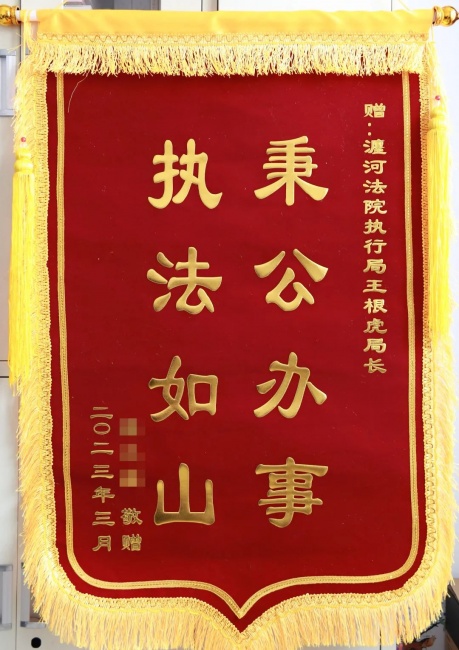 赠：瀍河法院执行局王根虎局长
秉公办事
执法如山
敬赠
二〇二三年三月